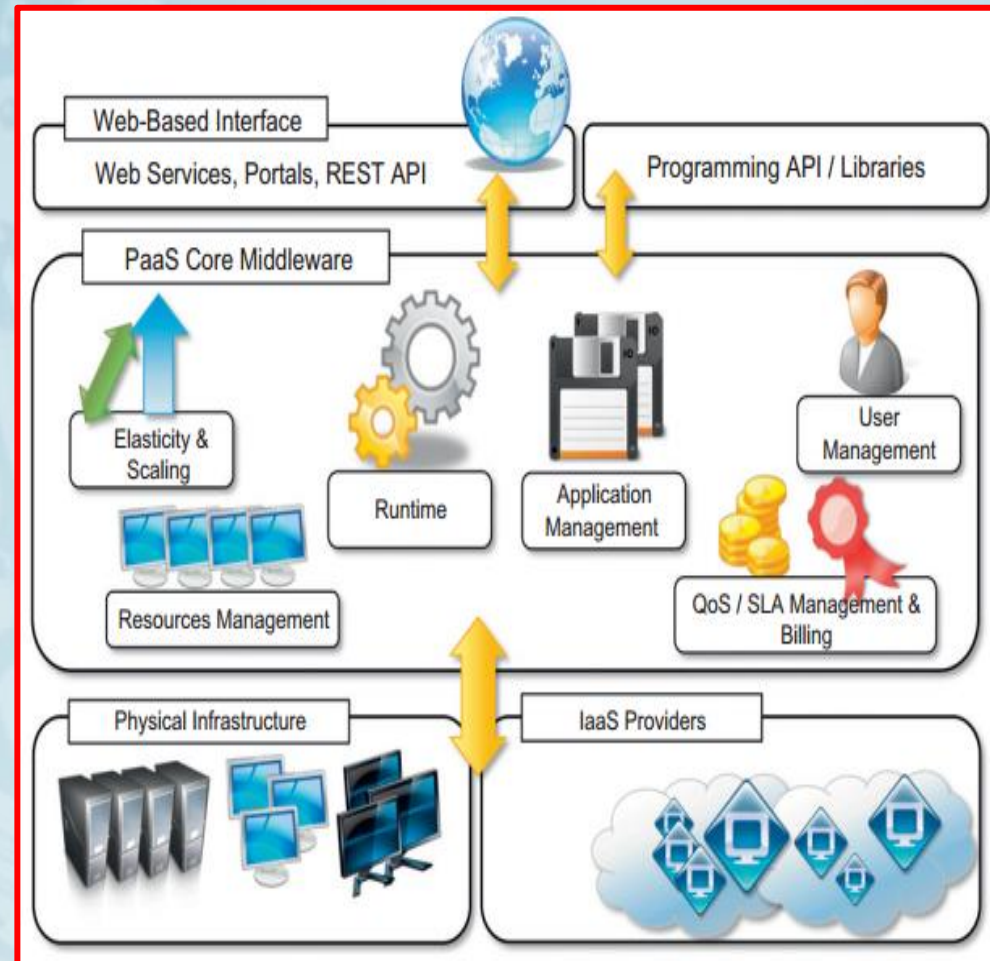 Web-Based Interface
Web Services, Portals, REST API
Programming API / Libraries
PaaS Core Middleware
Elasticity &
Scaling
Runtime
Application
Management
User
Management
Resources Management
QoS / SLA Management &
Billing
Physical Infrastructure
IaaS Providers